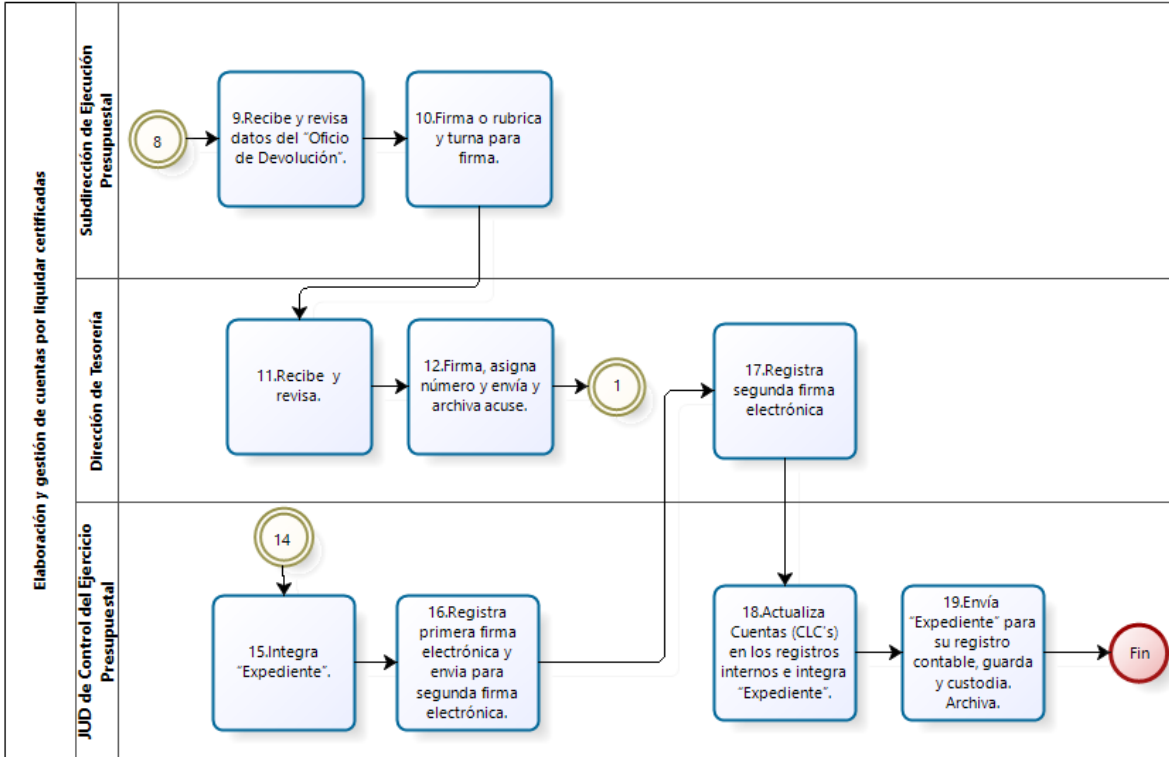 Elaboración y gestión de cuentas por liquidar certificadas
Subdirección de Ejecución
Presupuestal
8
9.Recibe y revisa
datos del “Oficio
de Devolución”.
10.Firma o rubrica
y turna para
firma.
Dirección de Tesorería
11.Recibe y
revisa.
12.Firma, asigna
número y envía y
archiva acuse.
1
17.Registra
segunda firma
electrónica
JUD de Control del Ejercicio
Presupuestal
14
15.Integra
“Expediente”.
16.Registra
primera firma
electrónica y
envia para
segunda firma
electrónica.
18.Actualiza
Cuentas (CLC´s)
en los registros
internos e integra
“Expediente”.
19.Envía
“Expediente” para
su registro
contable, guarda
y custodia.
Archiva.
Fin